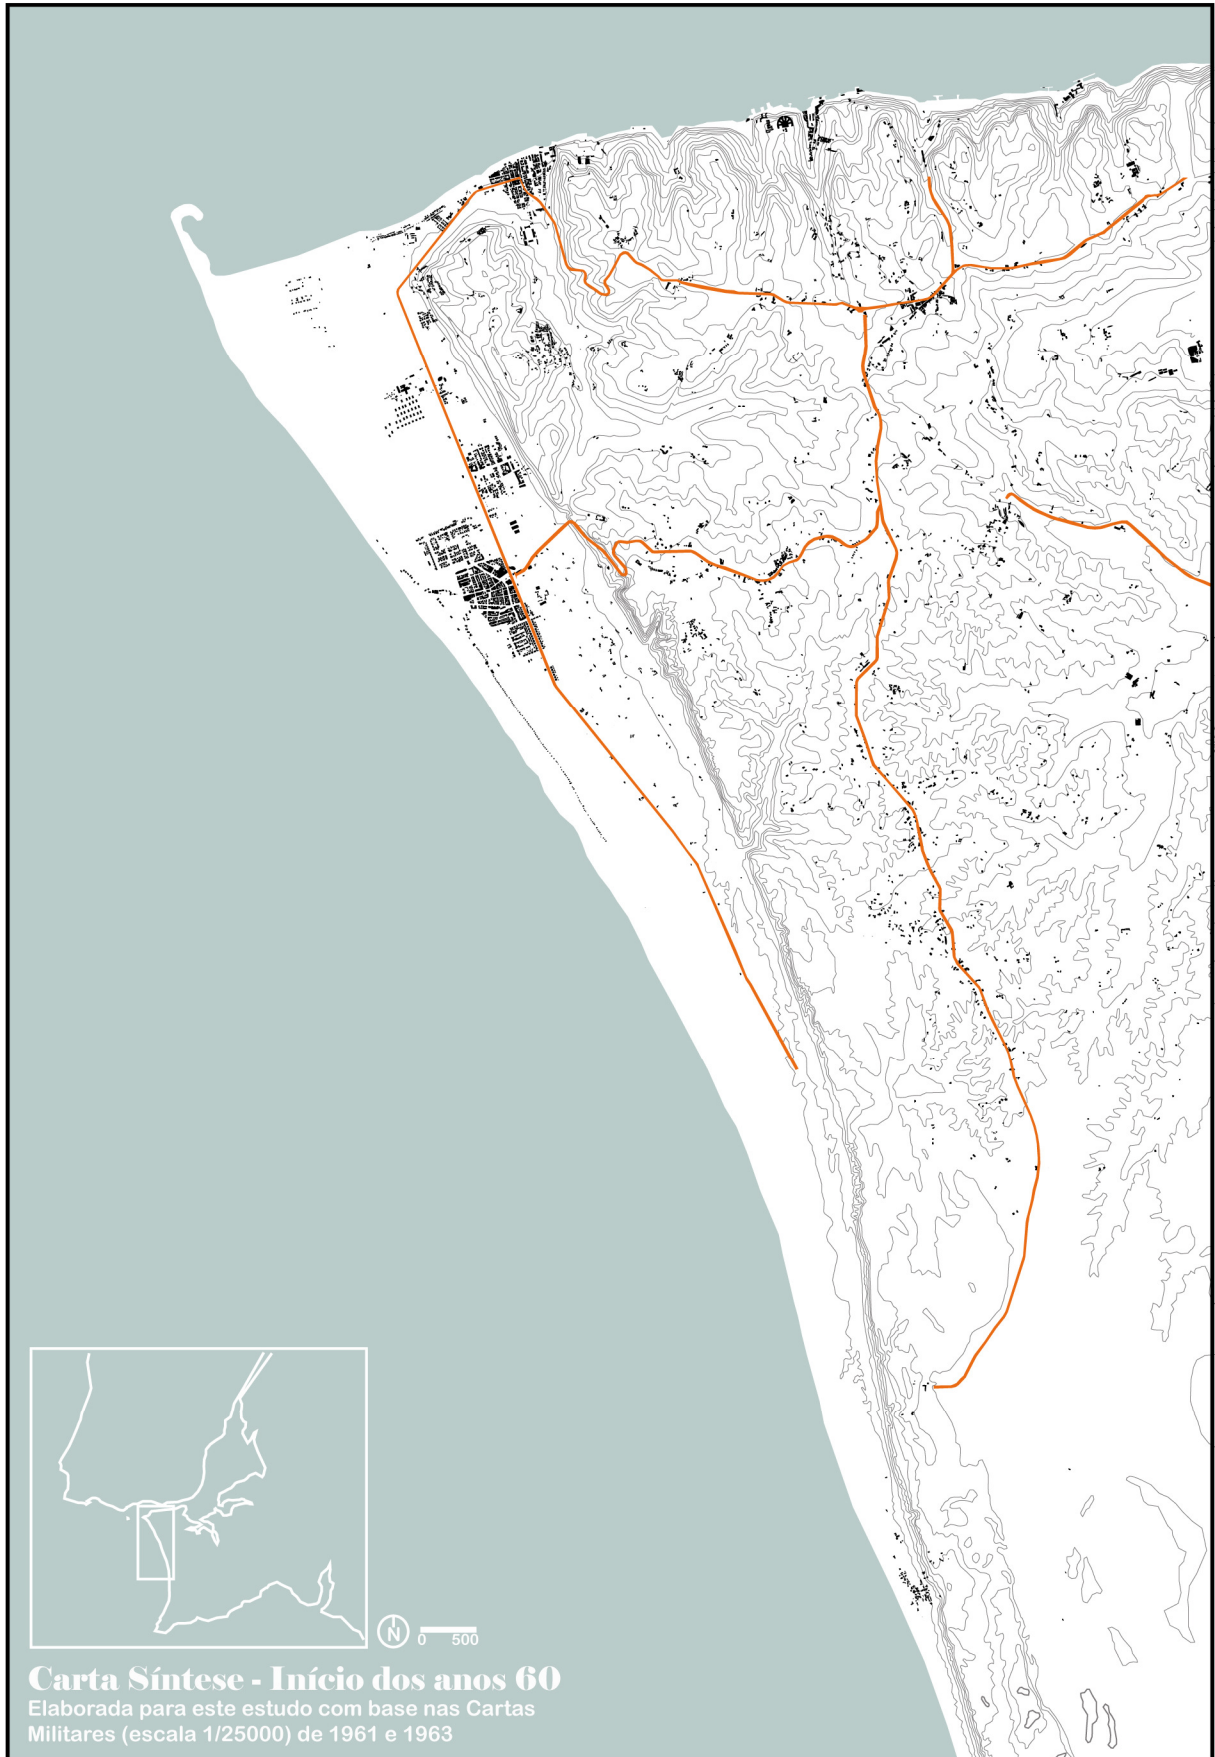 N
0 500
Carta Síntese - Início dos anos 60
Elaborada para este estudo com base nas Cartas
Militares (escala 1/25000) de 1961 e 1963